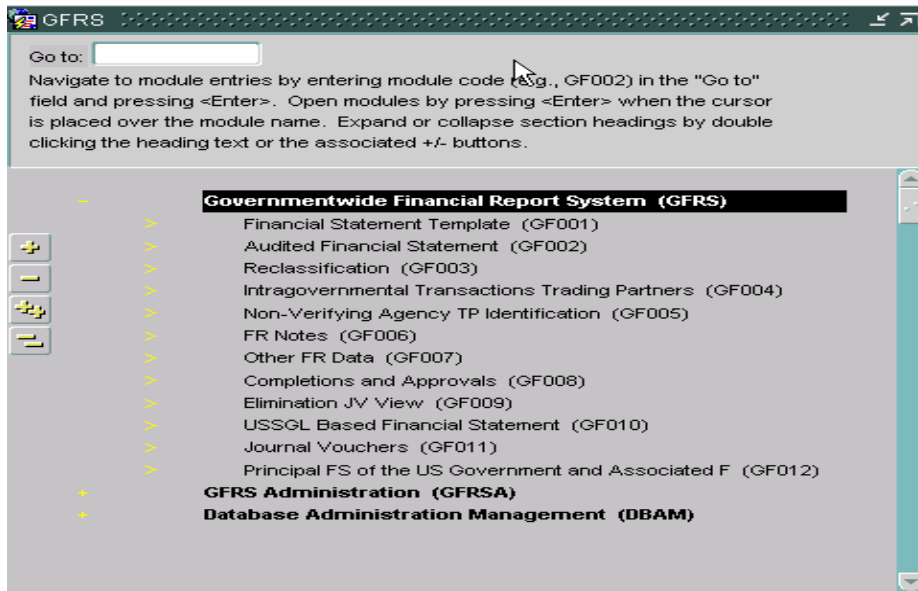 GFRS
Go to:
Navigate to module entries by entering module code (e.g., GF002) in the "Go to"
field and pressing <Enter>. Open modules by pressing <Enter> when the cursor
is placed over the module name. Expand or collapse section headings by double
clicking the heading text or the associated +/- buttons.
Governmentwide Financial Report System (GFRS)
Financial Statement Template (GF001)
Audited Financial Statement (GF002)
Reclassification (GF003)
Intragovernmental Transactions Trading Partners (GF004)
Non-Verifying Agency TP Identification (GF005)
FR Notes (GF006)
Other FR Data (GF007)
Completions and Approvals (GF008)
Elimination JV View (GF009)
USSGL Based Financial Statement (GF010)
Journal Vouchers (GF011)
Principal FS of the US Government and Associated F (GF012)
GFRS Administration (GFRSA)
Database Administration Management (DBAM)